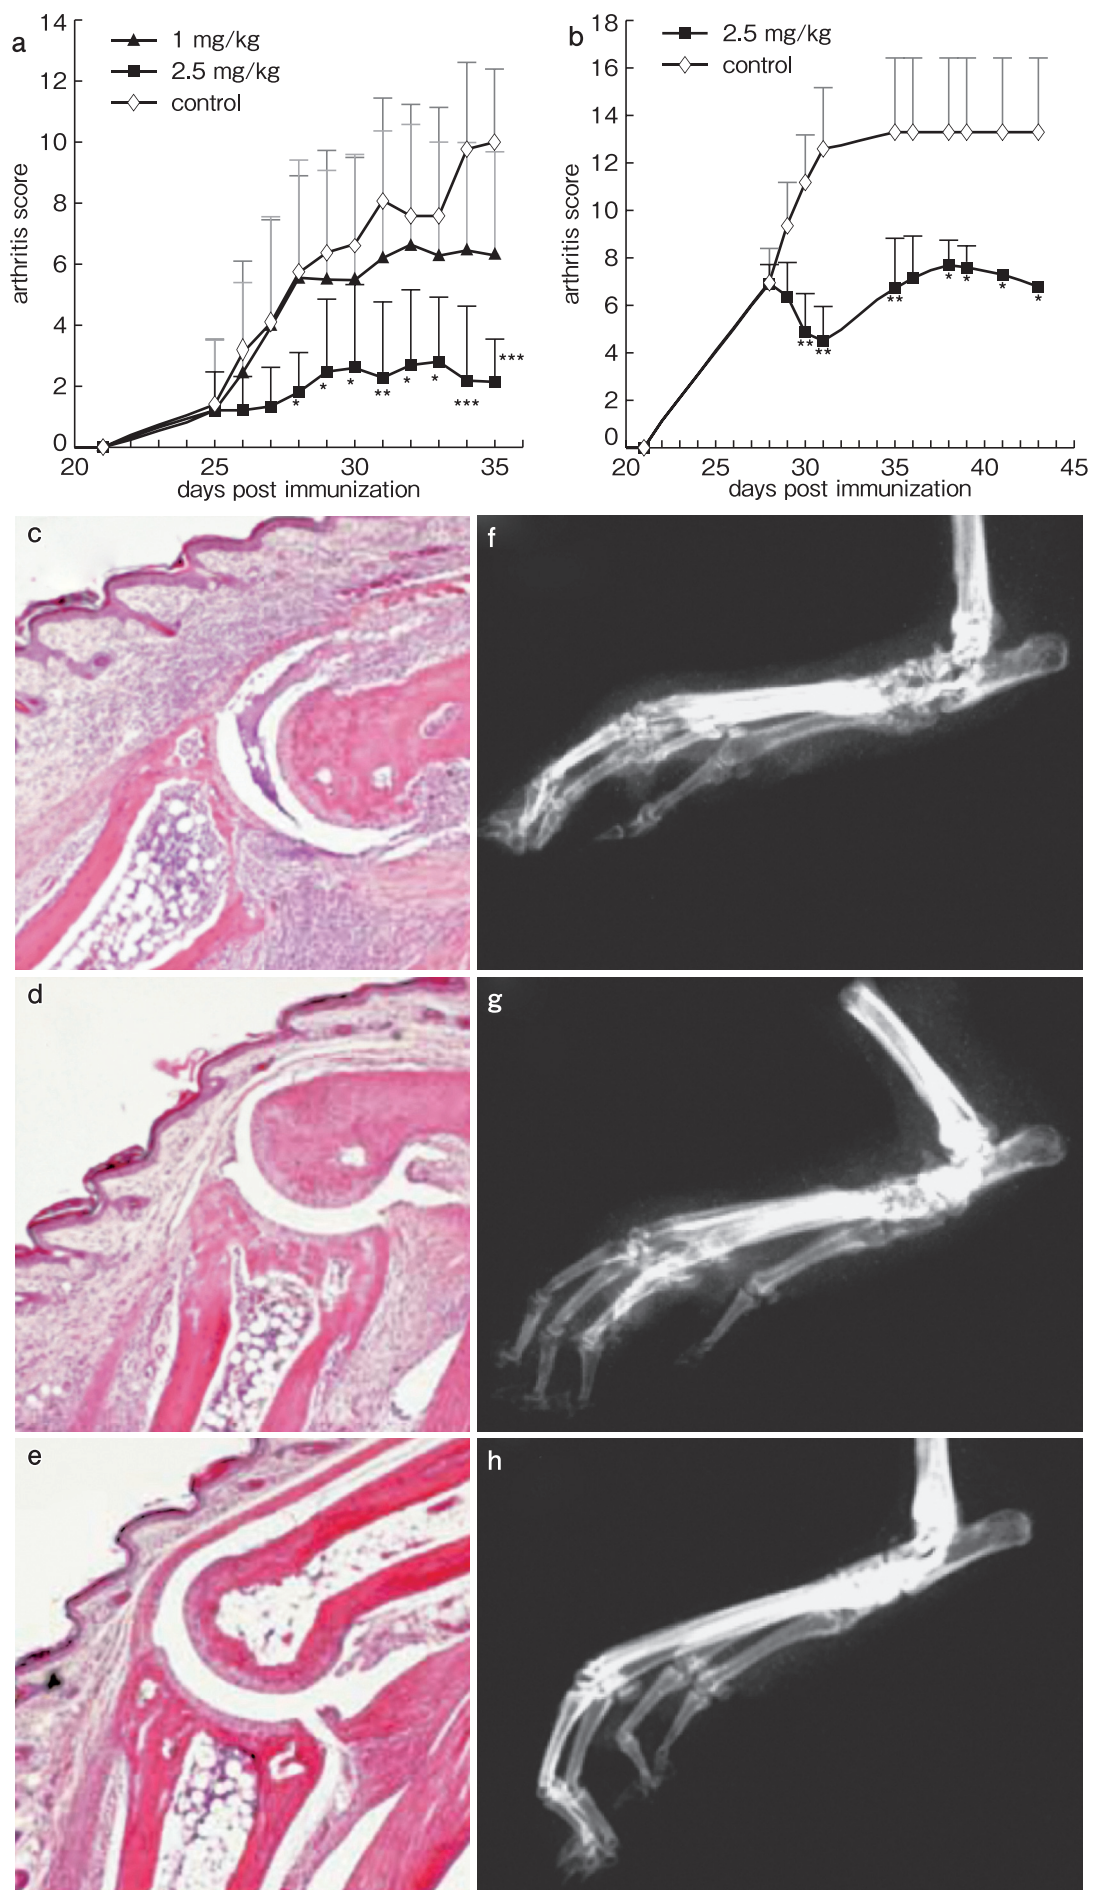 a
14
12
10
8
6
4
2
0
arthritis score
1 mg/kg
2.5 mg/kg
control
*
*
*
**
*
*
***
***
20
25
30
35
days post immunization
b
18
16
14
12
10
8
6
4
2
0
arthritis score
2.5 mg/kg
control
**
**
**
*
*
*
*
20
25
30
35
40
45
days post immunization
c
f
d
g
e
h